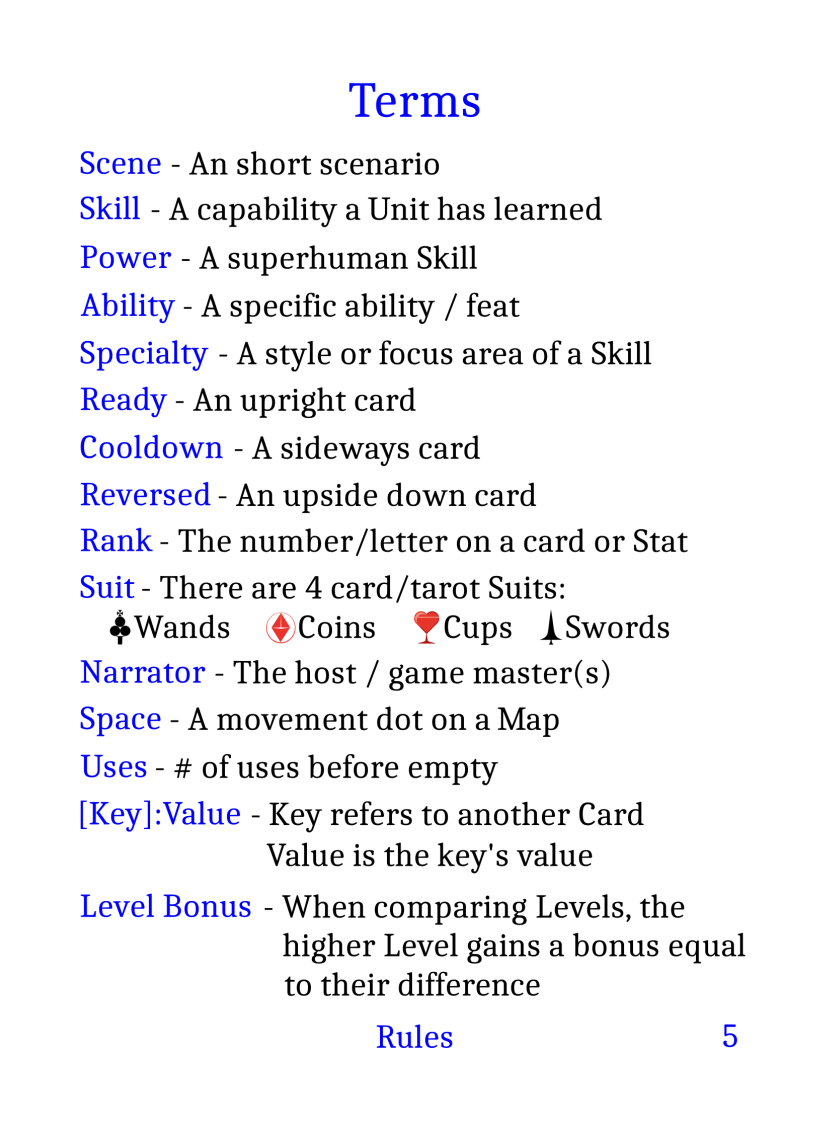 Terms
Scene - An short scenario
Skill - A capability a Unit has learned
Power - A superhuman Skill
Ability - A specific ability / feat
Specialty - A style or focus area of a Skill
Ready - An upright card
Cooldown - A sideways card
Reversed - An upside down card
Rank - The number/letter on a card or Stat
Suit - There are 4 card/tarot Suits:
Wands Coins Cups Swords
Narrator - The host / game master(s)
Space - A movement dot on a Map
Uses - # of uses before empty
[Key]:Value - Key refers to another Card
Value is the key's value
Level Bonus - When comparing Levels, the
higher Level gains a bonus equal
to their difference
Rules 5